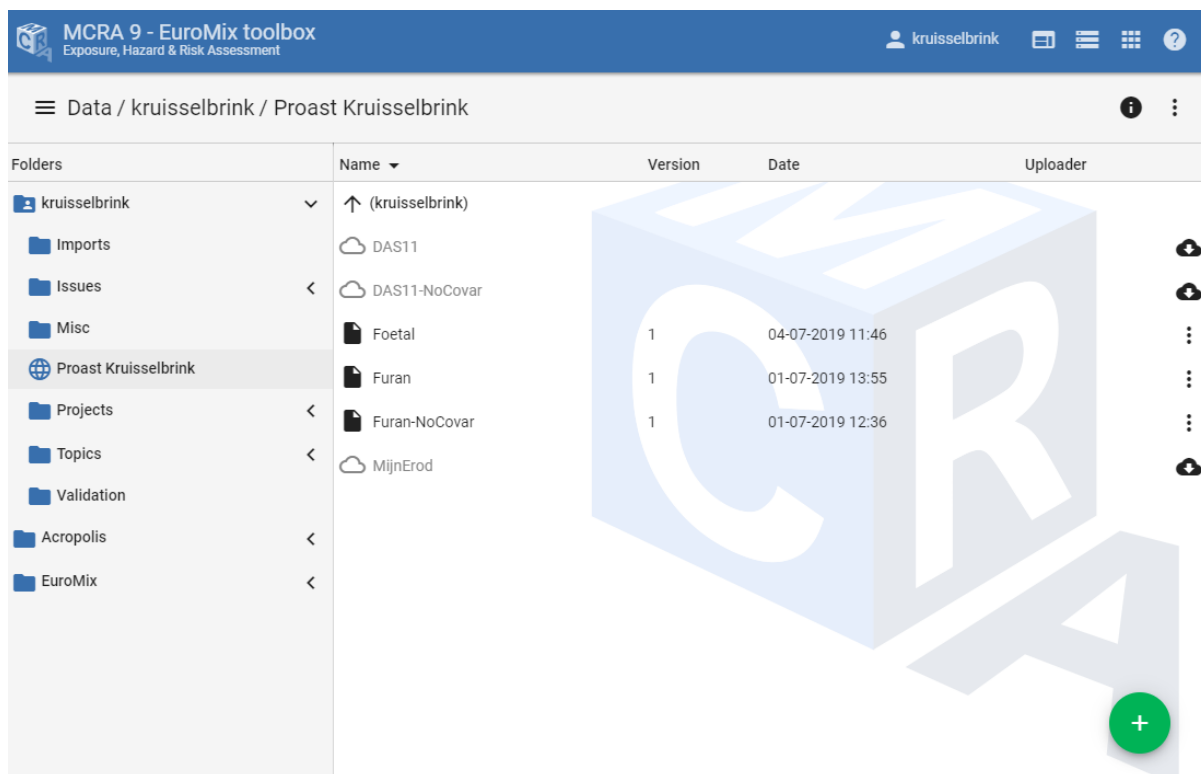 MCRA 9 - EuroMix toolbox
Exposure, Hazard & Risk Assessment
kruisselbrink
Data / kruisselbrink / Proast Kruisselbrink
Folders
Name Version Date Uploader
kruisselbrink
Imports
Issues
Misc
Proast Kruisselbrink
Projects
Topics
Validation
Acropolis
EuroMix
(kruisselbrink)
DAS11
DAS11-NoCovar
Foetal 1 04-07-2019 11:46
Furan 1 01-07-2019 13:55
Furan-NoCovar 1 01-07-2019 12:36
MijnErod
MCRA